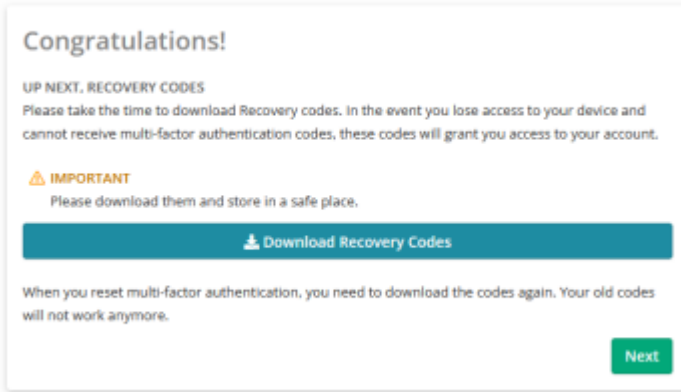 Congratulations!
UP NEXT, RECOVERY CODES
Please take the time to download Recovery codes. In the event you lose access to your device and
cannot receive multi-factor authentication codes, these codes will grant you access to your account.
IMPORTANT
Please download them and store in a safe place.
Download Recovery Codes
When you reset multi-factor authentication, you need to download the codes again. Your old codes
will not work anymore.
Next